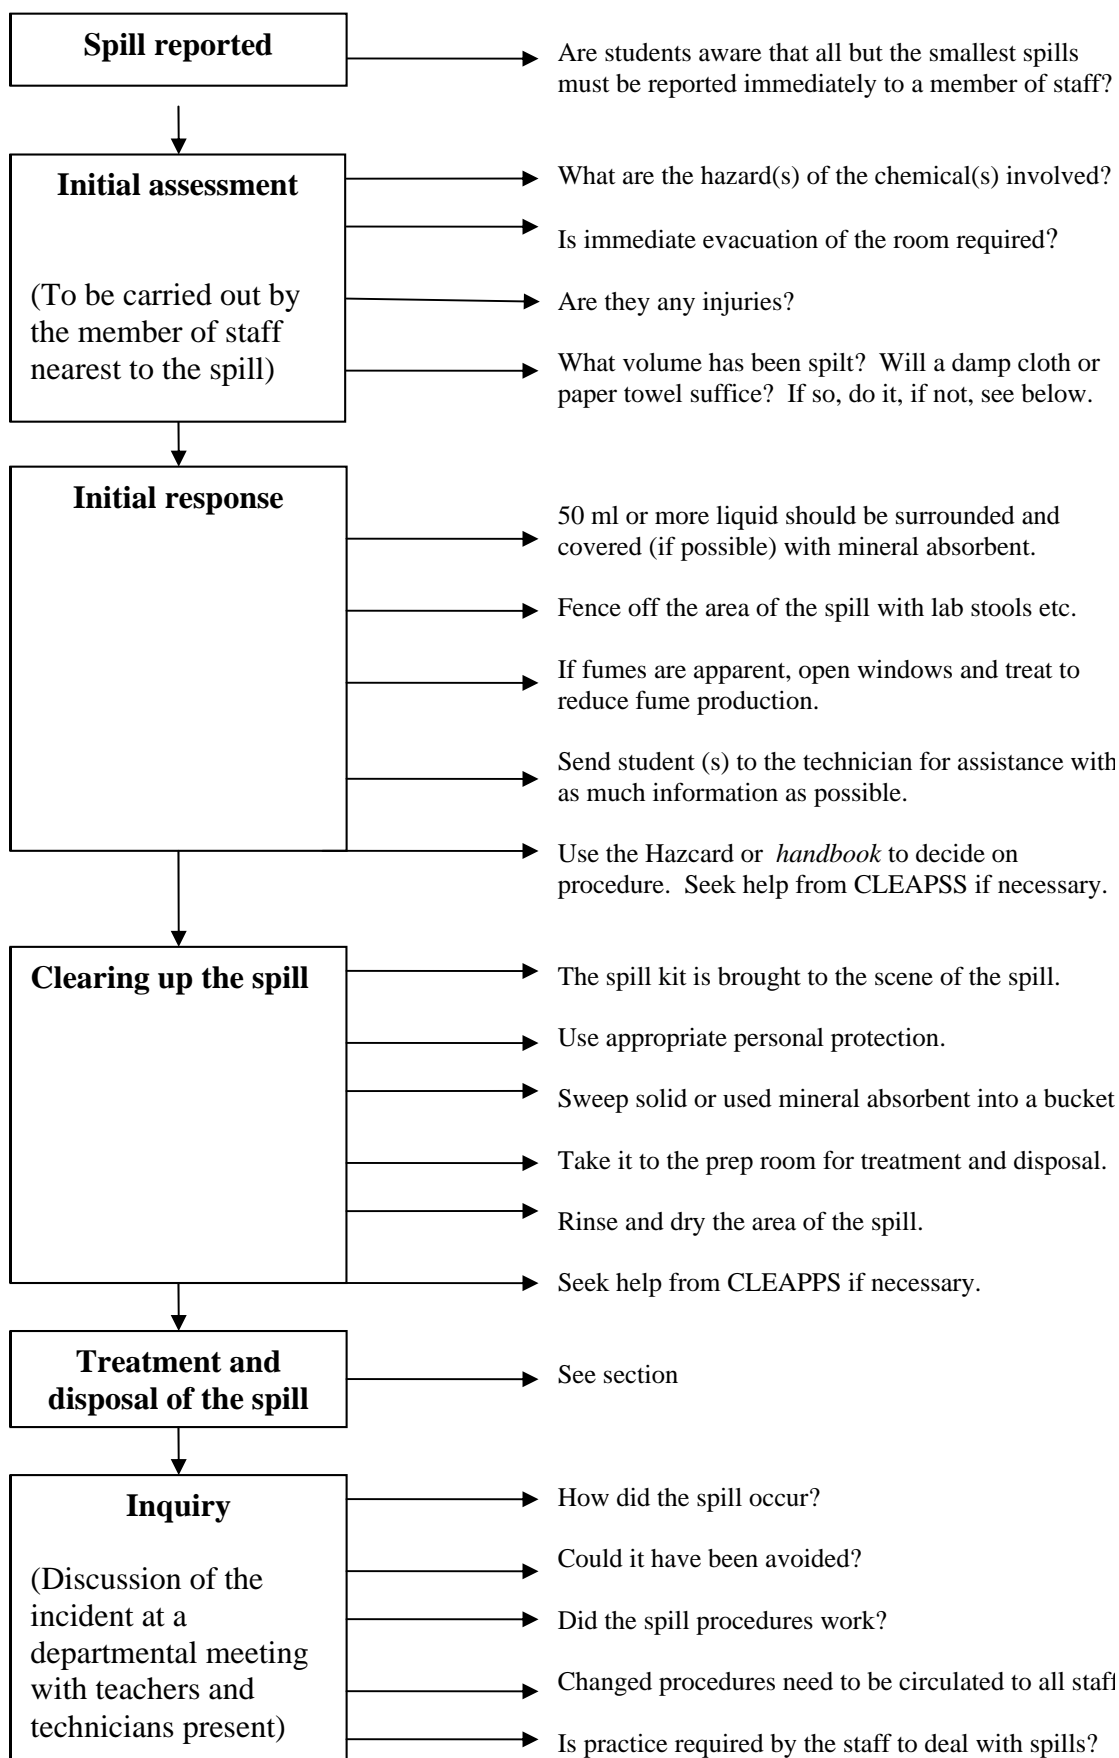 Spill reported
Are students aware that all but the smallest spills
must be reported immediately to a member of staff?
Initial assessment
(To be carried out by
the member of staff
nearest to the spill)
What are the hazard(s) of the chemical(s) involved?
Is immediate evacuation of the room required?
Are they any injuries?
What volume has been spilt? Will a damp cloth or
paper towel suffice? If so, do it, if not, see below.
Initial response
50 ml or more liquid should be surrounded and
covered (if possible) with mineral absorbent.
Fence off the area of the spill with lab stools etc.
If fumes are apparent, open windows and treat to
reduce fume production.
Send student (s) to the technician for assistance with
as much information as possible.
Use the Hazcard or handbook to decide on
procedure. Seek help from CLEAPSS if necessary.
Clearing up the spill
The spill kit is brought to the scene of the spill.
Use appropriate personal protection.
Sweep solid or used mineral absorbent into a bucket
Take it to the prep room for treatment and disposal.
Rinse and dry the area of the spill.
Seek help from CLEAPPS if necessary.
Treatment and
disposal of the spill
See section
Inquiry
(Discussion of the
incident at a
departmental meeting
with teachers and
technicians present)
How did the spill occur?
Could it have been avoided?
Did the spill procedures work?
Changed procedures need to be circulated to all staff
Is practice required by the staff to deal with spills?